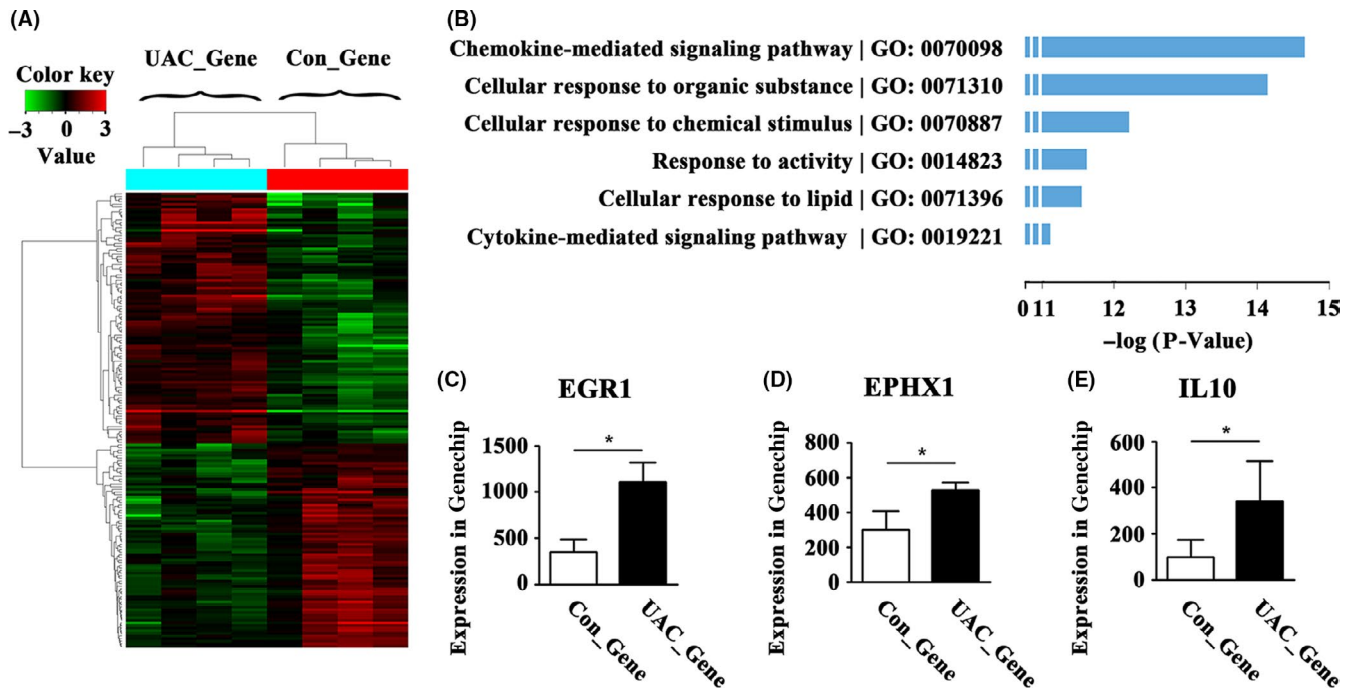 (A)
UAC_Gene Con_Gene
Color key
–3 0 3
Value
(B)
Chemokine-mediated signaling pathway | GO: 0070098
Cellular response to organic substance | GO: 0071310
Cellular response to chemical stimulus | GO: 0070887
Response to activity | GO: 0014823
Cellular response to lipid | GO: 0071396
Cytokine-mediated signaling pathway | GO: 0019221
0 11 12 13 14 15
–log (P-Value)
(C)
EGR1
Expression in Genechip
1500
1000
500
0
*
Con_Gene
UAC_Gene
(D)
EPHX1
Expression in Genechip
800
600
400
200
0
*
Con_Gene
UAC_Gene
(E)
IL10
Expression in Genechip
600
400
200
0
*
Con_Gene
UAC_Gene